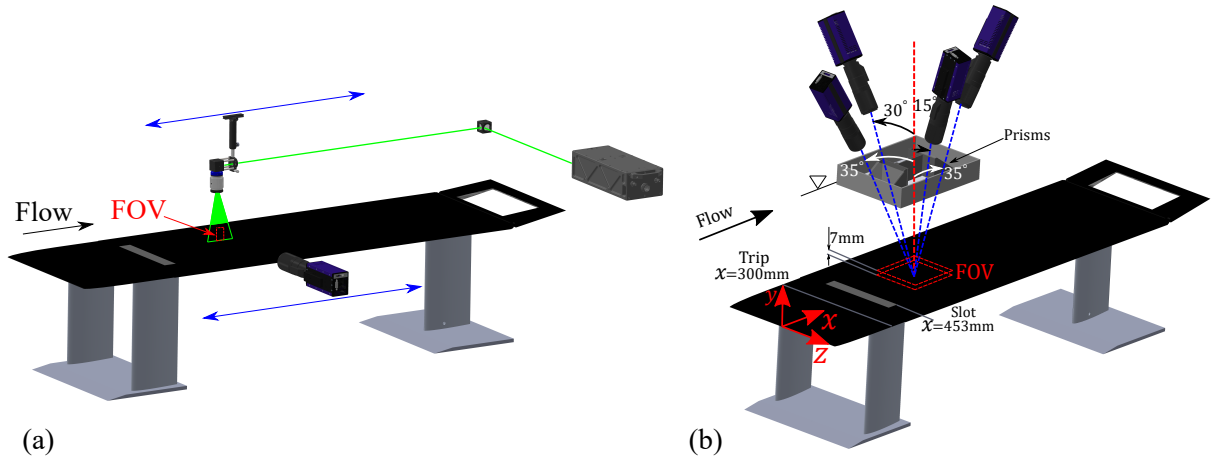 Flow
FOV
(a)
30°
15°
Prisms
35°
35°
Flow
7mm
Trip
x=300mm
FOV
y
x
z
Slot
x=453mm
(b)